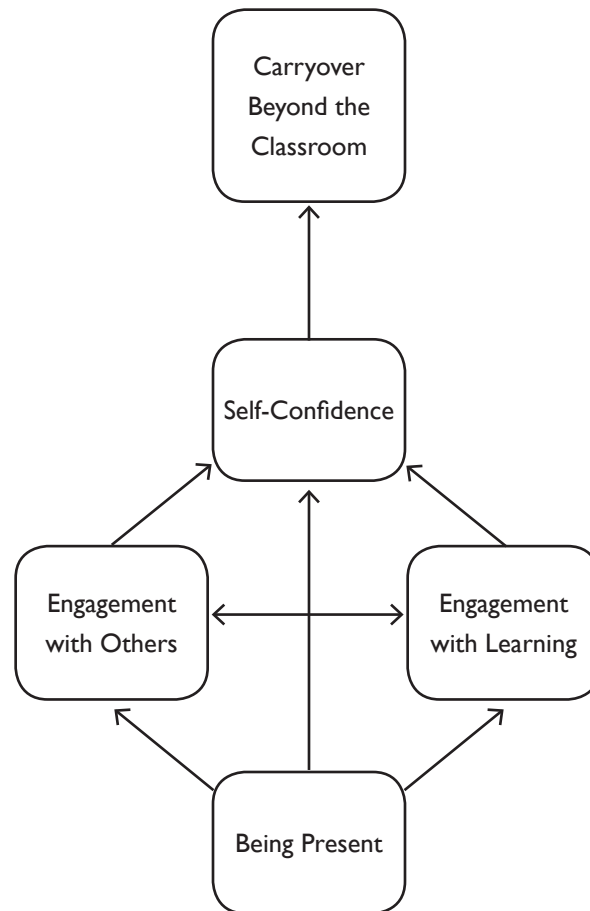 Carryover
Beyond the
Classroom
Self-Confidence
Engagement
with Others
Engagement
with Learning
Being Present